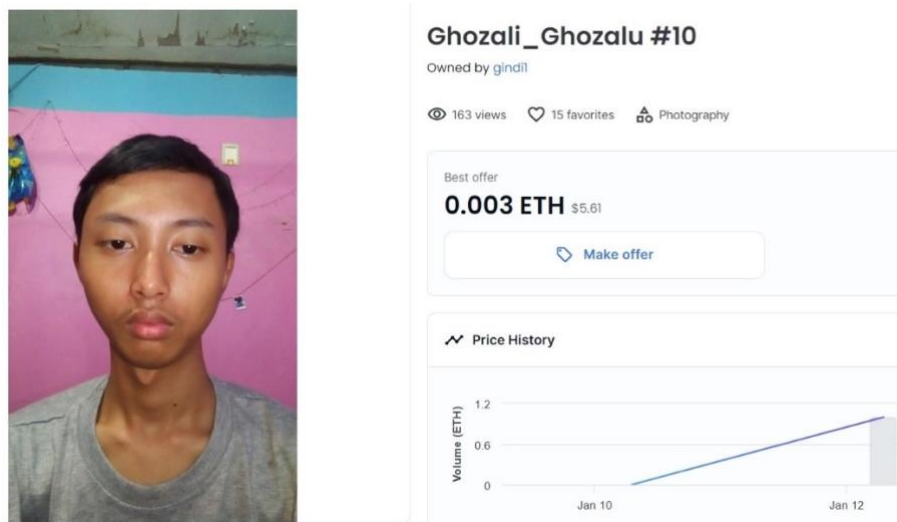 Ghozali_Ghozalu #10
Owned by gindi1
163 views 15 favorites Photography
Best offer
0.003 ETH $5.61
Make offer
Price History
Volume (ETH)
1.2
0.6
0
Jan 10 Jan 12